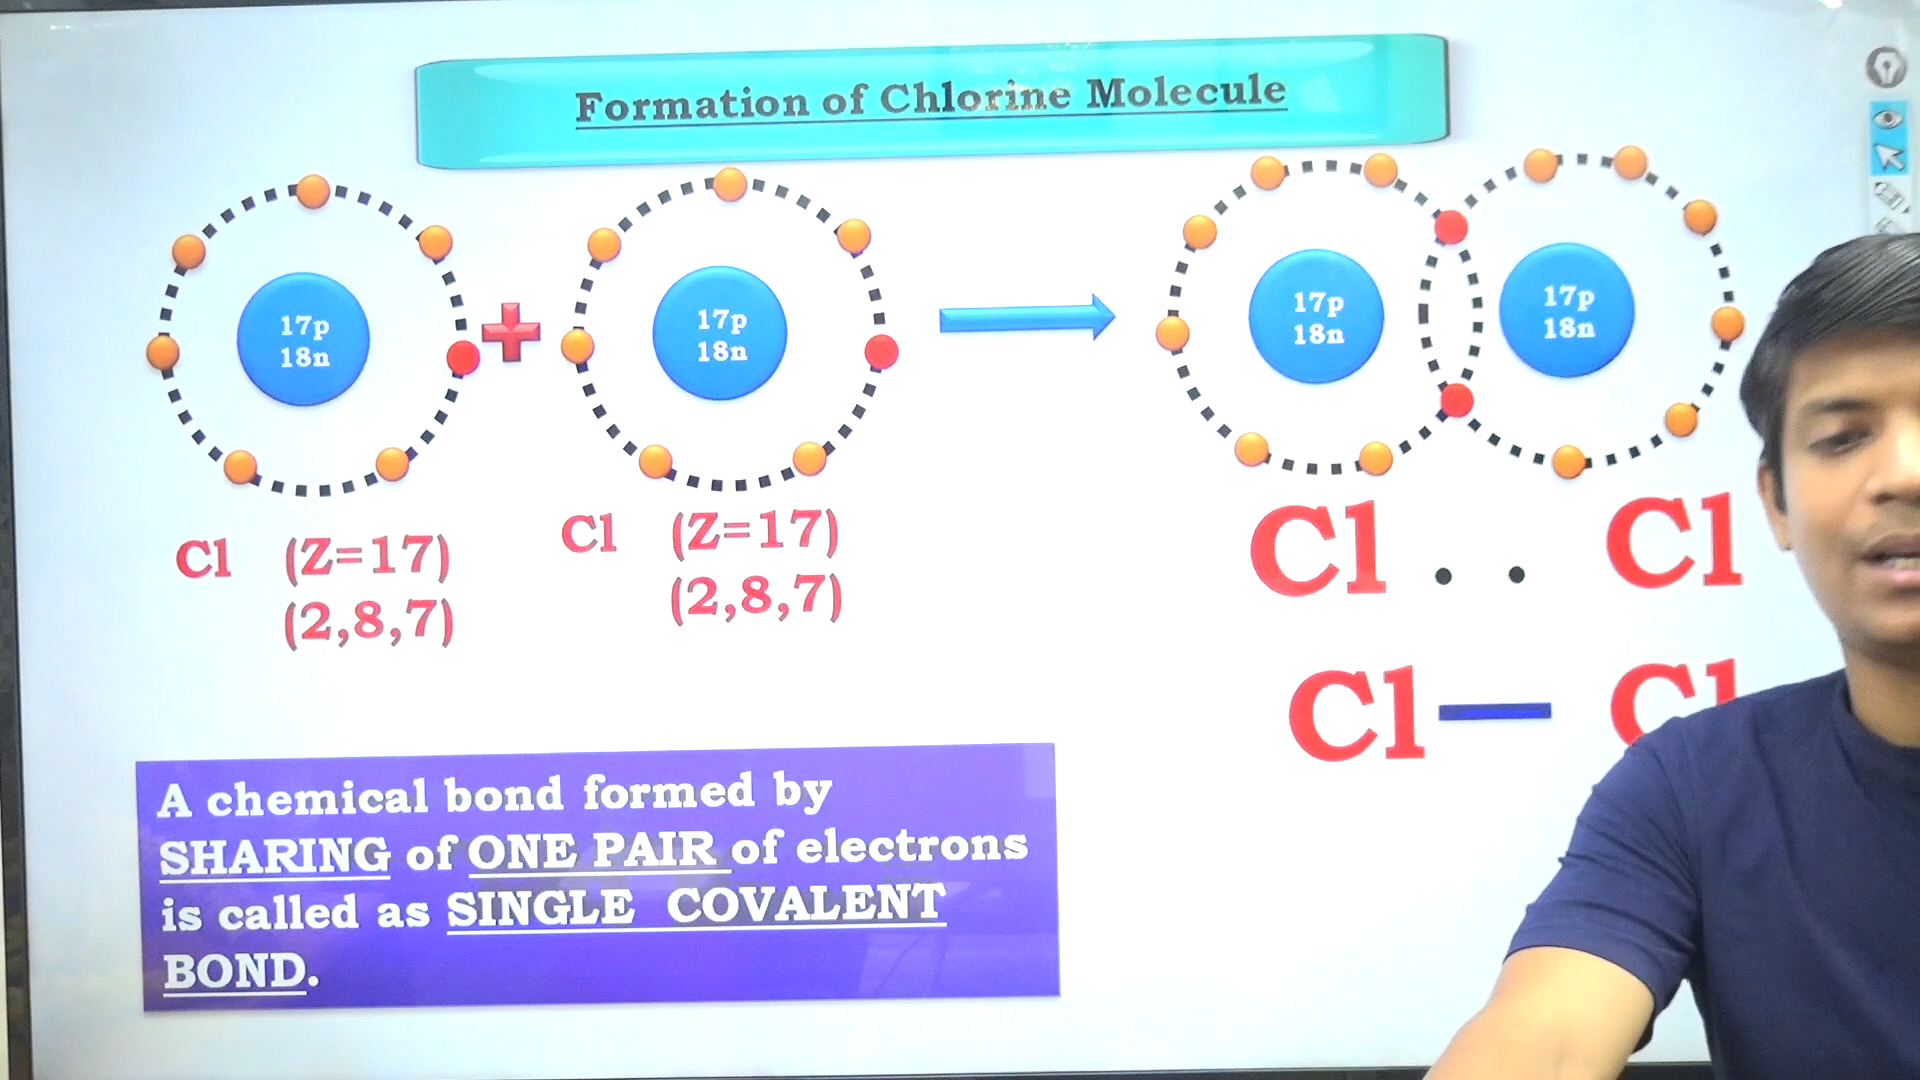 Formation of Chlorine Molecule
17p
18n
17p
18n
17p
18n
17p
18n
Cl (Z=17)
(2,8,7)
Cl (Z=17)
(2,8,7)
Cl . . Cl
Cl — Cl
A chemical bond formed by
SHARING of ONE PAIR of electrons
is called as SINGLE COVALENT
BOND.